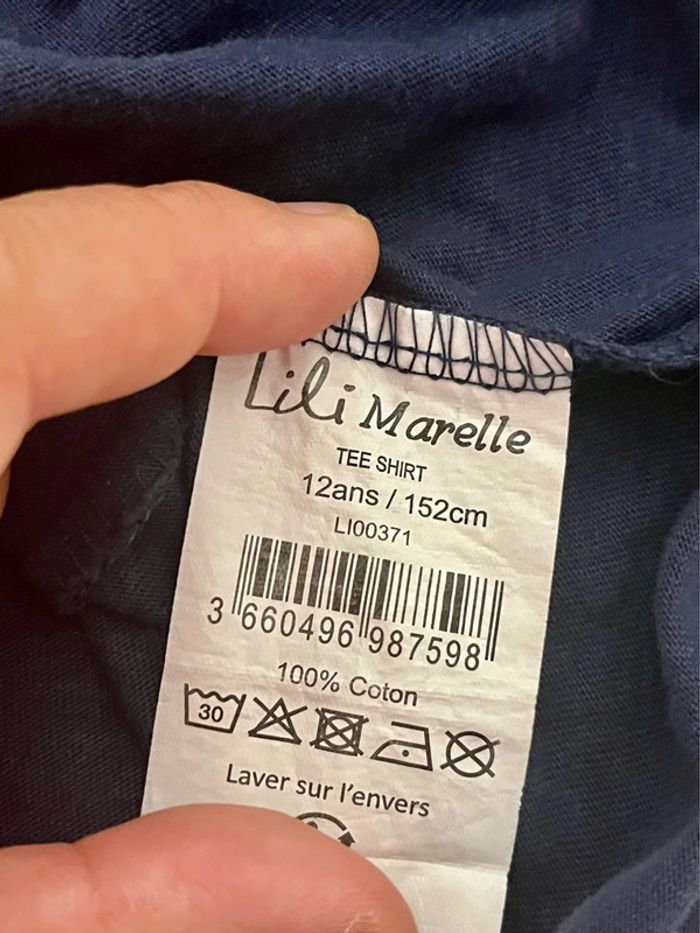 Lili Marelle
TEE SHIRT
12ans / 152cm
LI00371
3 660496 987598
100% Coton
30
Laver sur l'envers